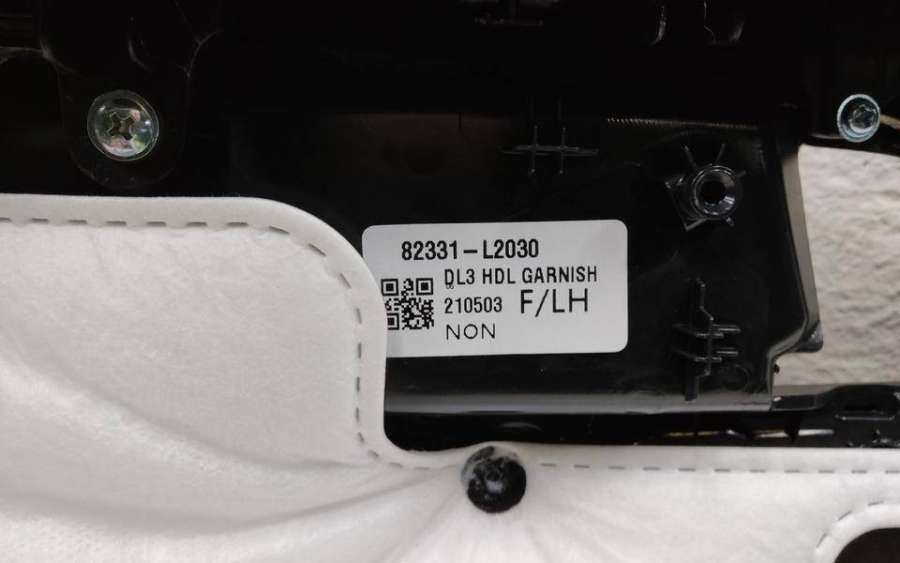 82331-L2030
DL3 HDL GARNISH
210503 F/LH
NON